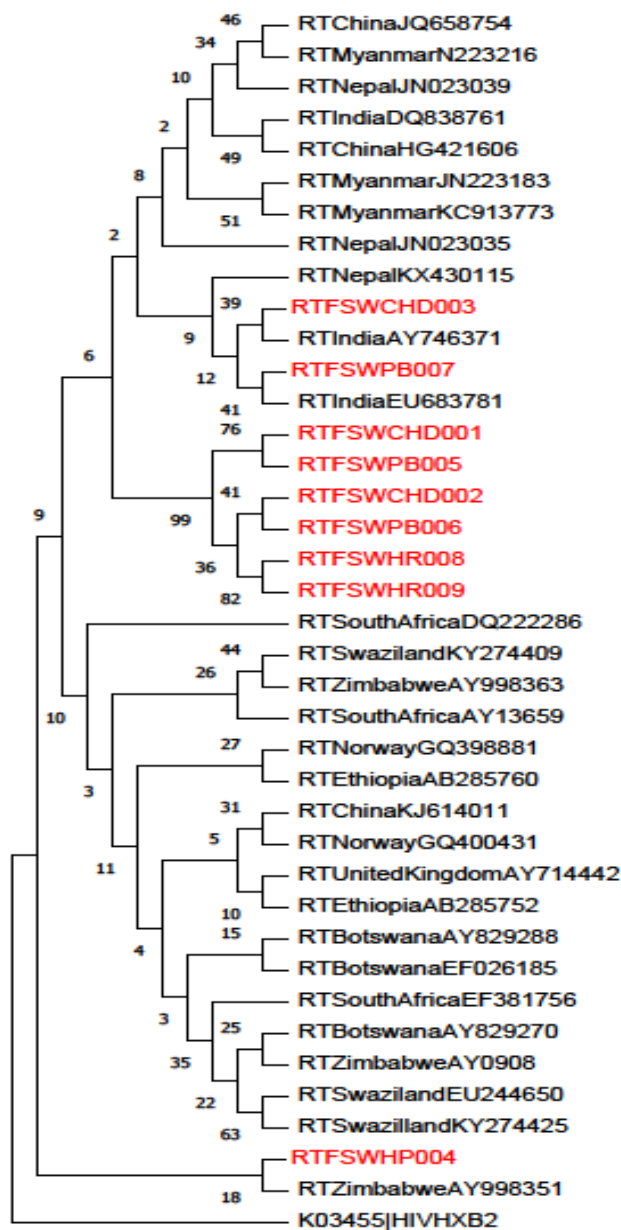 46
RTChinaJQ658754
34
RTMyanmarN223216
10
RTNepalJN023039
2
RTIndiaDQ838761
49
RTChinaHG421606
8
RTMyanmarJN223183
51
RTMyanmarKC913773
2
RTNepalJN023035
RTNepalKX430115
39
RTFSWCHD003
9
RTIndiaAY746371
6
12
RTFSWPB007
41
RTIndiaEU683781
76
RTFSWCHD001
RTFSWPB005
41
RTFSWCHD002
9
99
RTFSWPB006
36
RTFSWHR008
82
RTFSWHR009
RTSouthAfricaDQ222286
44
RTSwazilandKY274409
26
RTZimbabweAY998363
10
RTSouthAfricaAY13659
27
RTNorwayGQ398881
3
RTEthiopiaAB285760
31
RTChinaKJ614011
11
5
RTNorwayGQ400431
RTUnitedKingdomAY714442
10
RTEthiopiaAB285752
4
15
RTBotswanaAY829288
RTBotswanaEF026185
RTSouthAfricaEF381756
3
25
RTBotswanaAY829270
35
RTZimbabweAY0908
22
RTSwazilandEU244650
63
RTSwazillandKY274425
RTFSWHP004
18
RTZimbabweAY998351
K03455|HIVHXB2